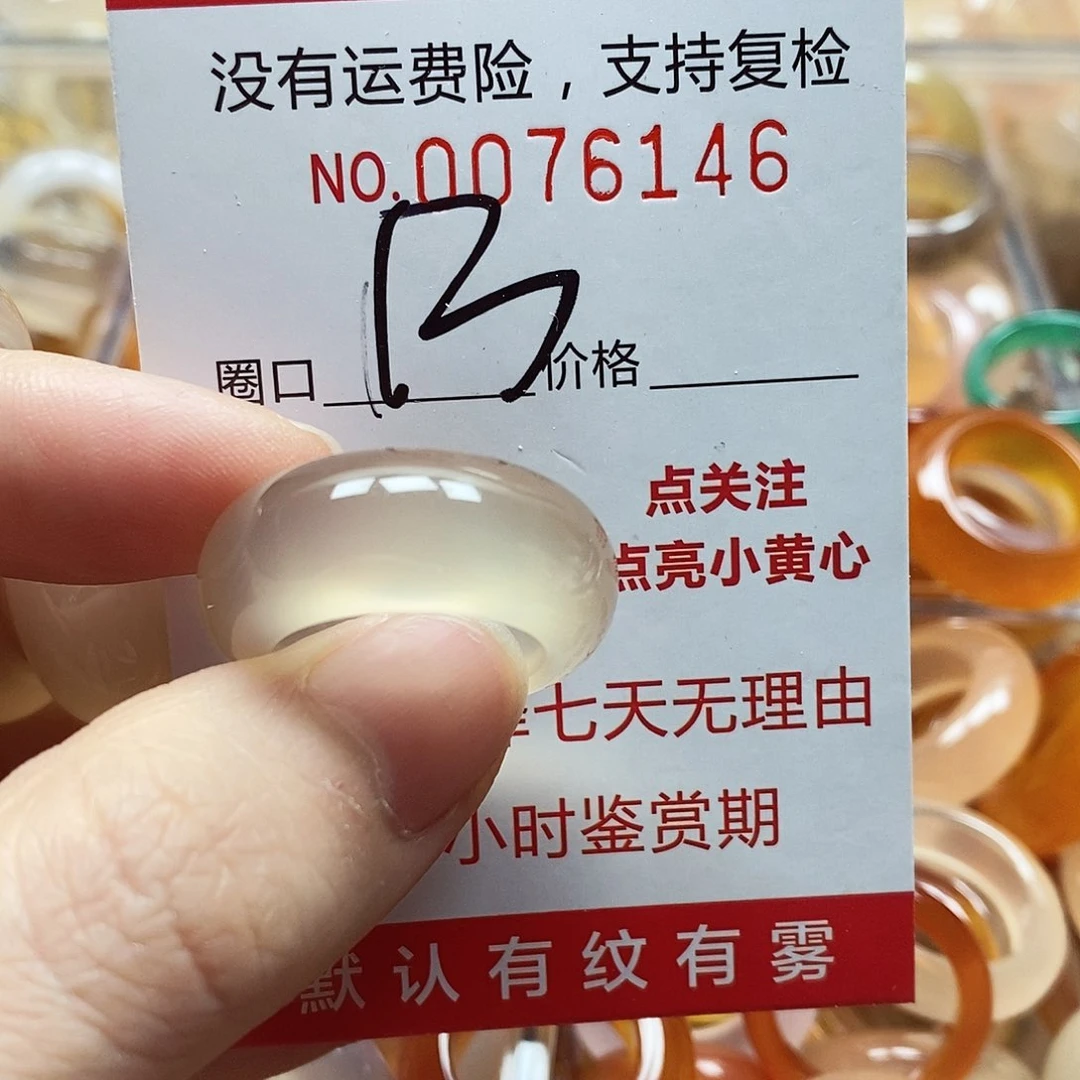 没有运费险，支持复检
NO.0076146
圈口 价格
点关注
点亮小黄心
七天无理由
小时鉴赏期
默认有纹有雾